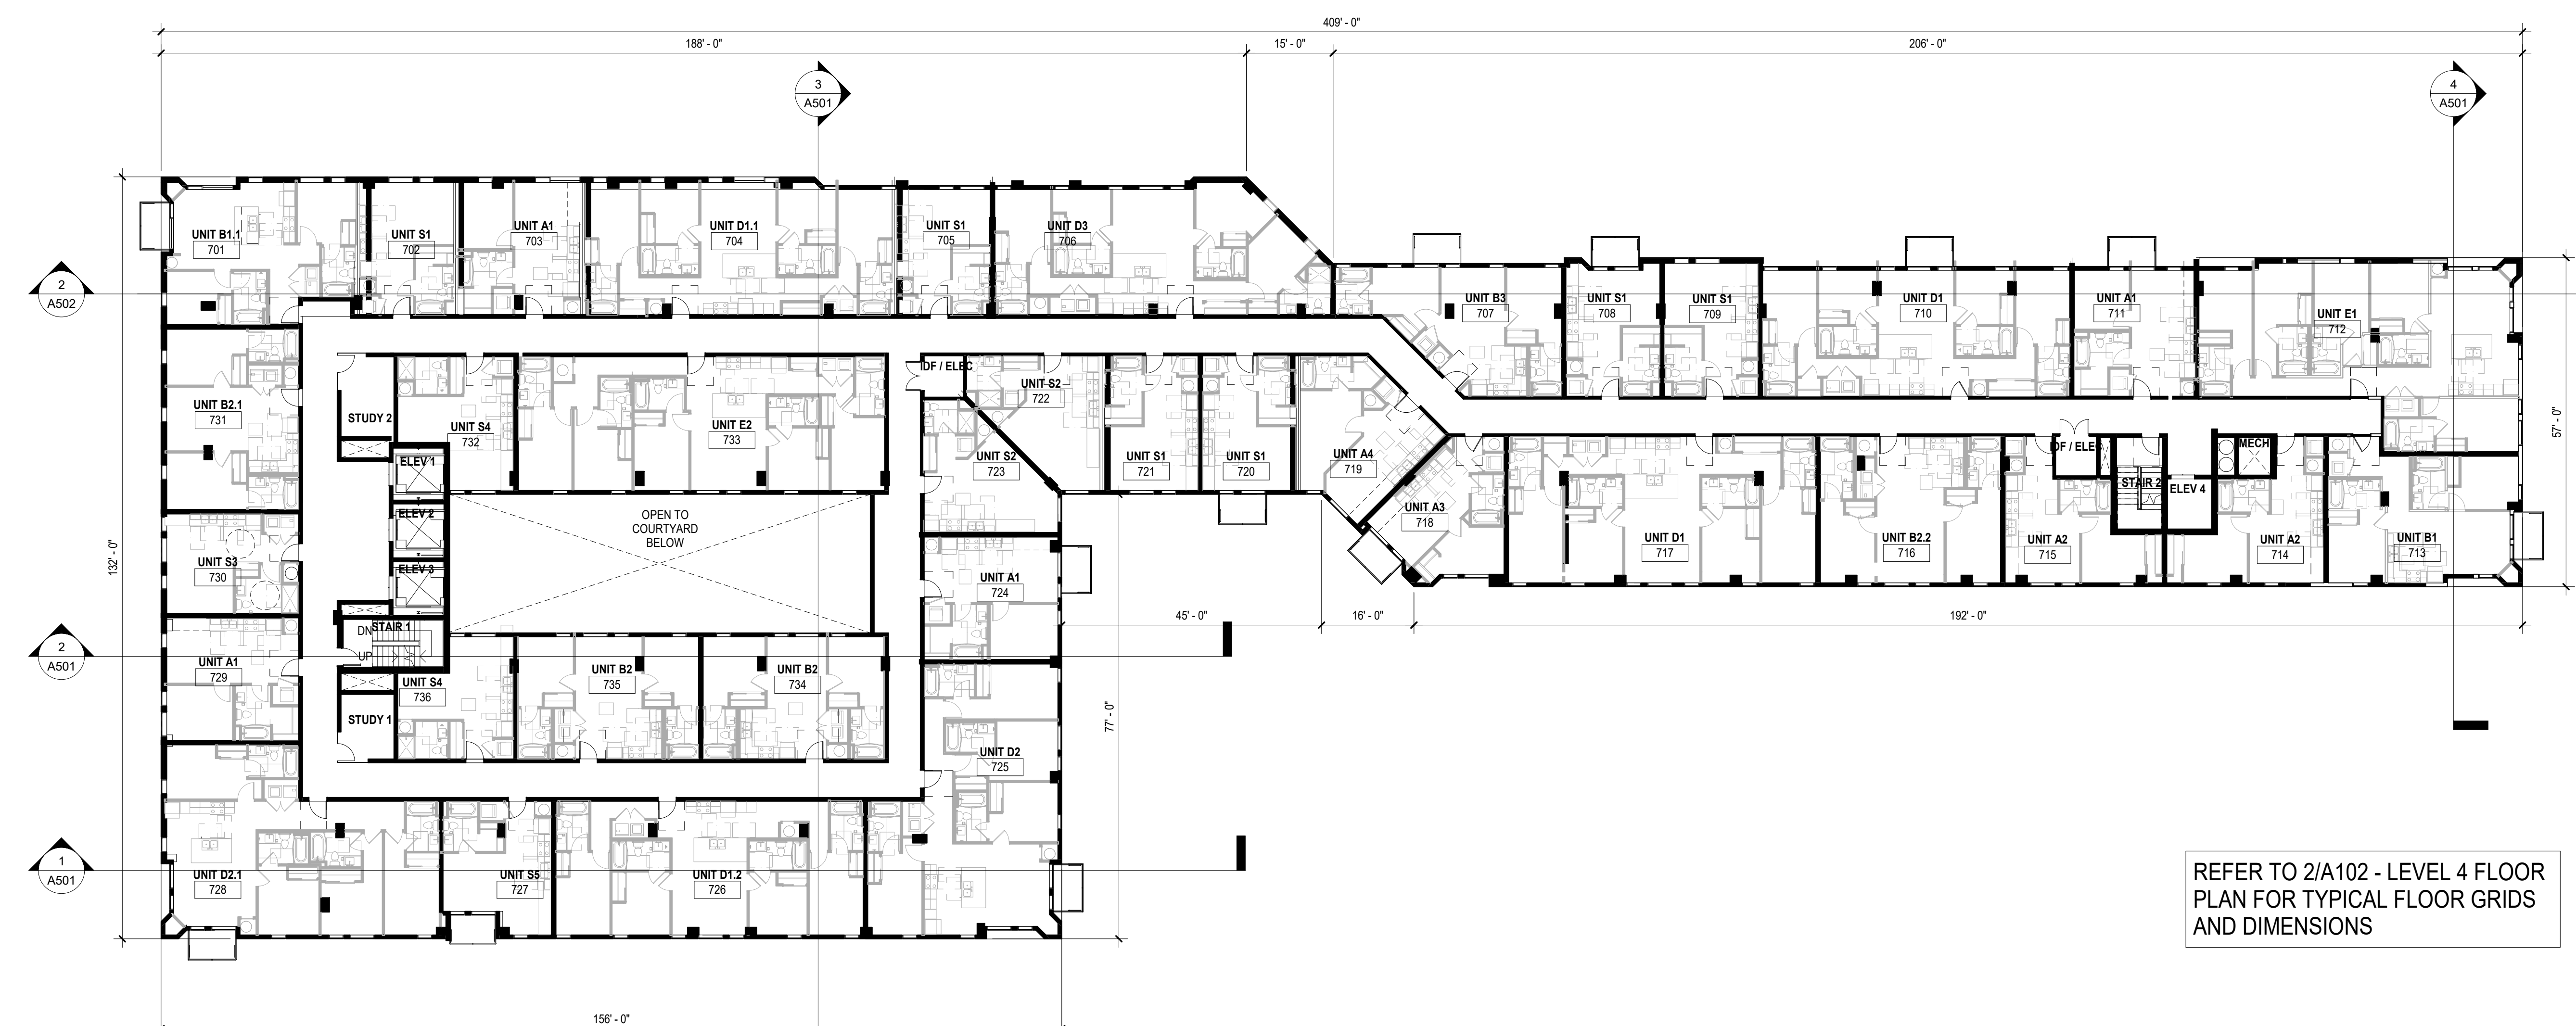 409' - 0"
188' - 0"
15' - 0"
206' - 0"
3
A501
4
A501
UNIT B1.1
701
UNIT S1
702
UNIT A1
703
UNIT D1.1
704
UNIT S1
705
UNIT D3
706
2
A502
UNIT B3
707
UNIT S1
708
UNIT S1
709
UNIT D1
710
UNIT A1
711
UNIT E1
712
57' - 0"
UNIT B2.1
731
STUDY 2
UNIT S4
732
UNIT E2
733
IDF / ELEC
UNIT S2
722
UNIT S2
723
UNIT S1
721
UNIT S1
720
UNIT A4
719
UNIT A3
718
UNIT D1
717
UNIT B2.2
716
UNIT A2
715
IDF / ELEC
STAIR 2
ELEV 4
MECH
UNIT A2
714
UNIT B1
713
ELEV 1
ELEV 2
ELEV 3
OPEN TO
COURTYARD
BELOW
132' - 0"
UNIT S3
730
UNIT A1
724
45' - 0"
16' - 0"
192' - 0"
2
A501
UNIT A1
729
DN
STAIR 1
UP
UNIT S4
736
STUDY 1
UNIT B2
735
UNIT B2
734
77' - 0"
UNIT D2
725
1
A501
UNIT D2.1
728
UNIT S5
727
UNIT D1.2
726
REFER TO 2/A102 - LEVEL 4 FLOOR
PLAN FOR TYPICAL FLOOR GRIDS
AND DIMENSIONS
156' - 0"